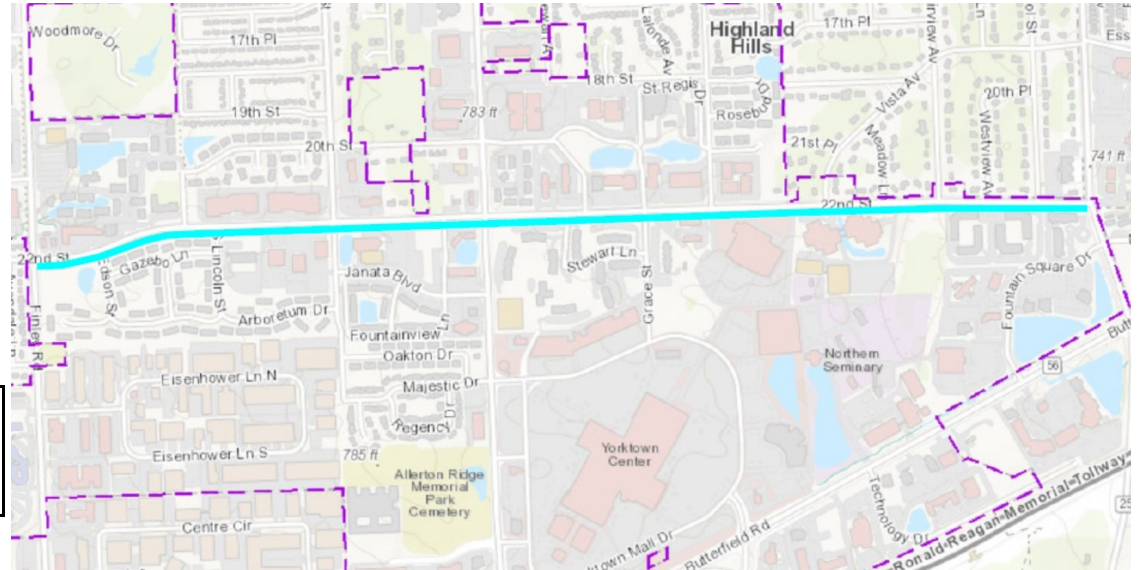 Woodmore Dr
17th Pl
Lalonde Av
Highland
Hills
17th Pl
Ess
18th St
St Regis Dr
Vista Av
20th Pl
19th St
783 ft
20th St
21st Pl
Meadow Ln
Westview Av
741 ft
22nd St
22nd St
Gazebo Ln
Lincoln St
Janata Blvd
Stewart Ln
Grace St
Fountain Square Dr
Finley Rd
Arboretum Dr
Fountainview Ln
Oakton Dr
Northern
Seminary
56
Eisenhower Ln N
Majestic Dr
Regency Dr
Eisenhower Ln S
785 ft
Yorktown
Center
Allerton Ridge
Memorial
Park
Cemetery
Technology Dr
Centre Cir
Butterfield Rd
Ronald Reagan Memorial Tollway